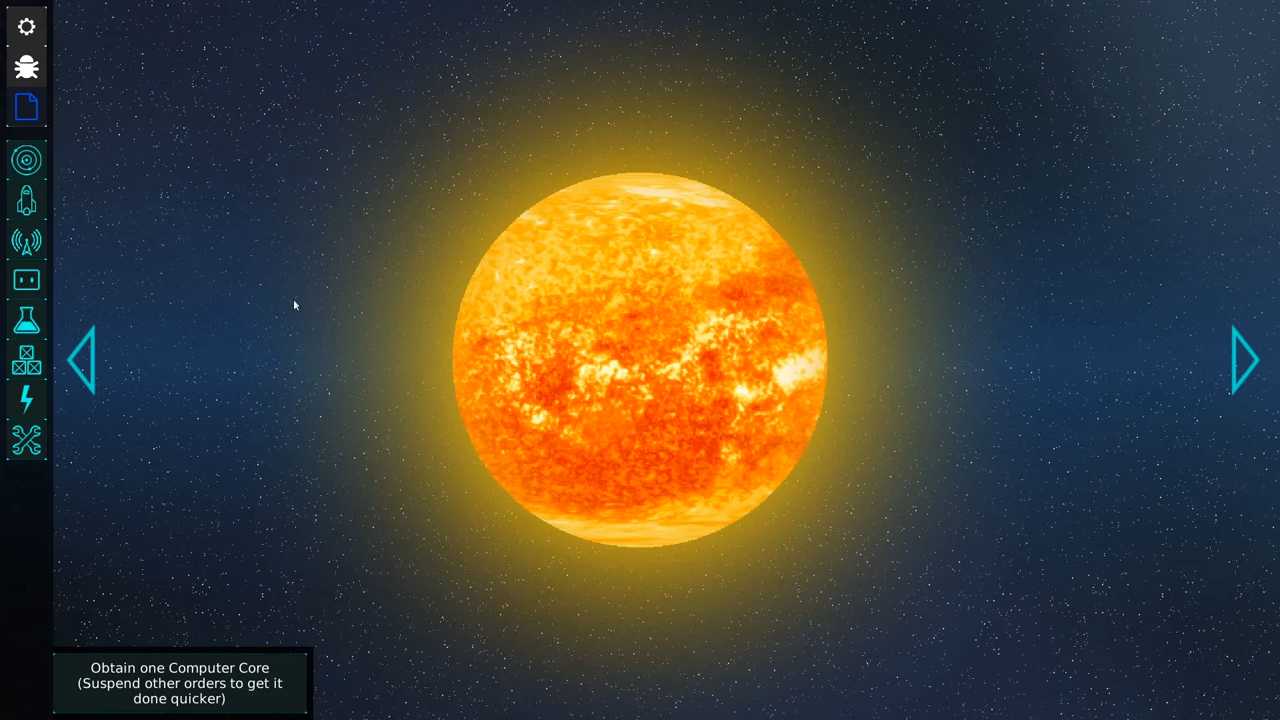 Obtain one Computer Core
(Suspend other orders to get it
done quicker)